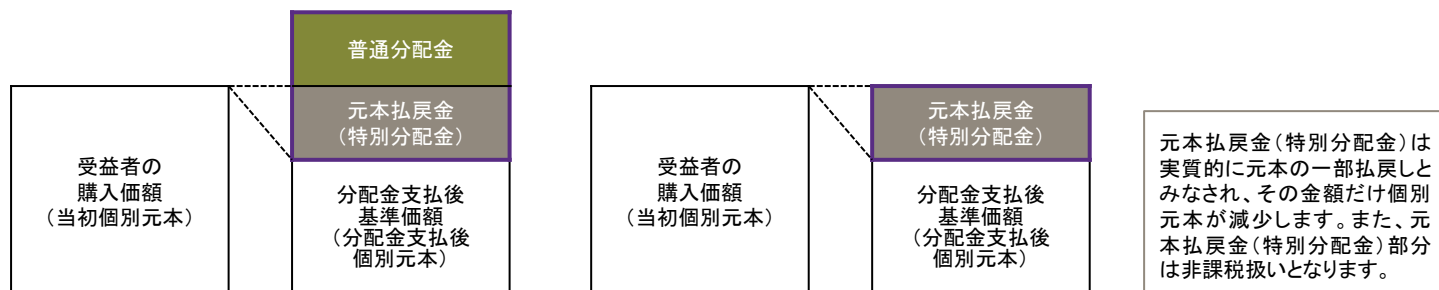 普通分配金
元本払戻金
（特別分配金）
受益者の
購入価額
（当初個別元本）
分配金支払後
基準価額
（分配金支払後
個別元本）
元本払戻金
（特別分配金）
受益者の
購入価額
（当初個別元本）
分配金支払後
基準価額
（分配金支払後
個別元本）
元本払戻金（特別分配金）は
実質的に元本の一部払戻しと
みなされ、その金額だけ個別
元本が減少します。また、元
本払戻金（特別分配金）部分
は非課税扱いとなります。